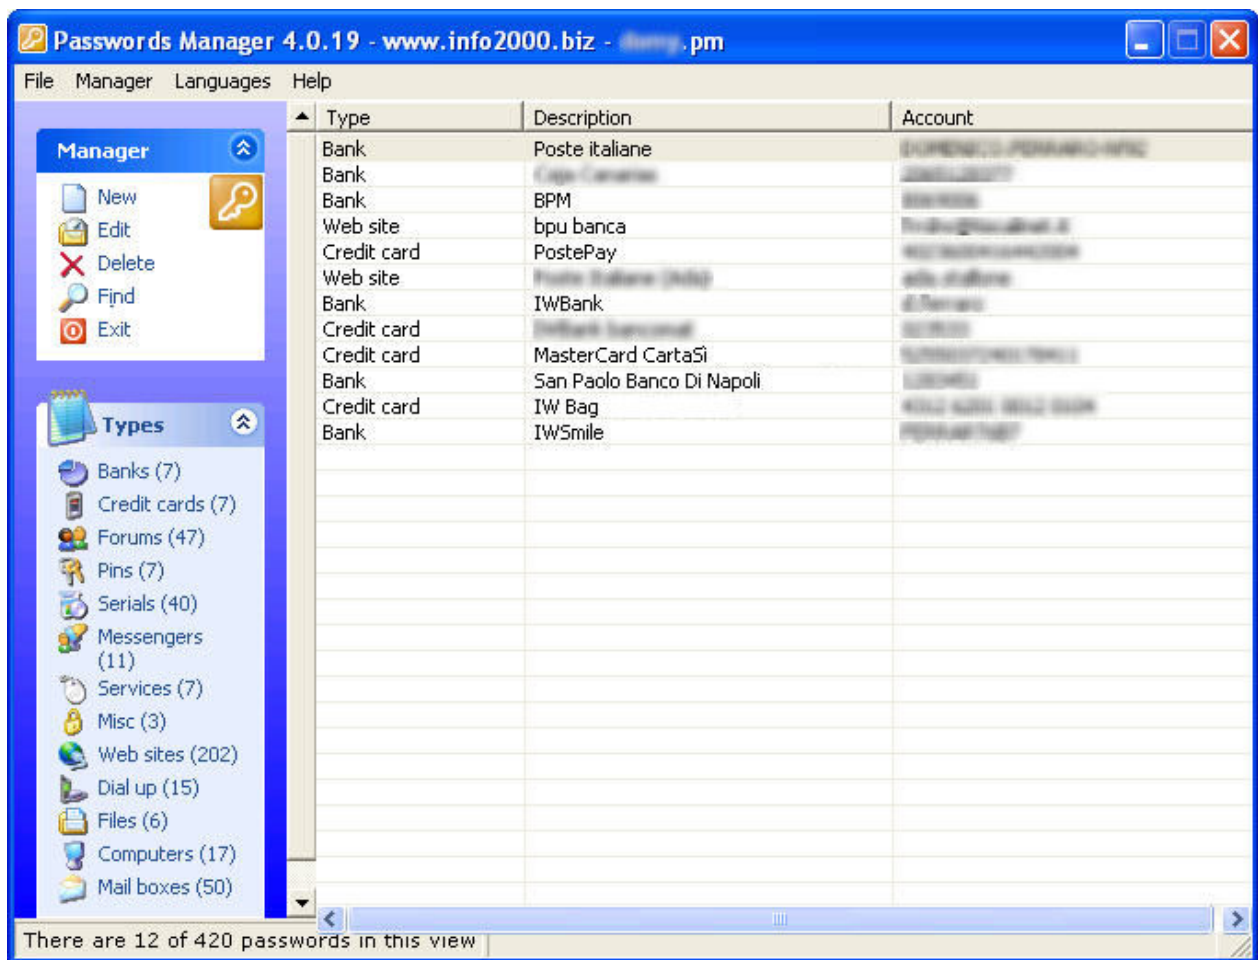 Passwords Manager 4.0.19 - www.info2000.biz - .pm
File Manager Languages Help
Manager
New
Edit
Delete
Find
Exit
Types
Banks (7)
Credit cards (7)
Forums (47)
Pins (7)
Serials (40)
Messengers
(11)
Services (7)
Misc (3)
Web sites (202)
Dial up (15)
Files (6)
Computers (17)
Mail boxes (50)
Type Description Account
Bank Poste italiane
Bank
Bank BPM
Web site bpu banca
Credit card PostePay
Web site
Bank IWBank
Credit card
Credit card MasterCard CartaSì
Bank San Paolo Banco Di Napoli
Credit card IW Bag
Bank IWSmile
There are 12 of 420 passwords in this view